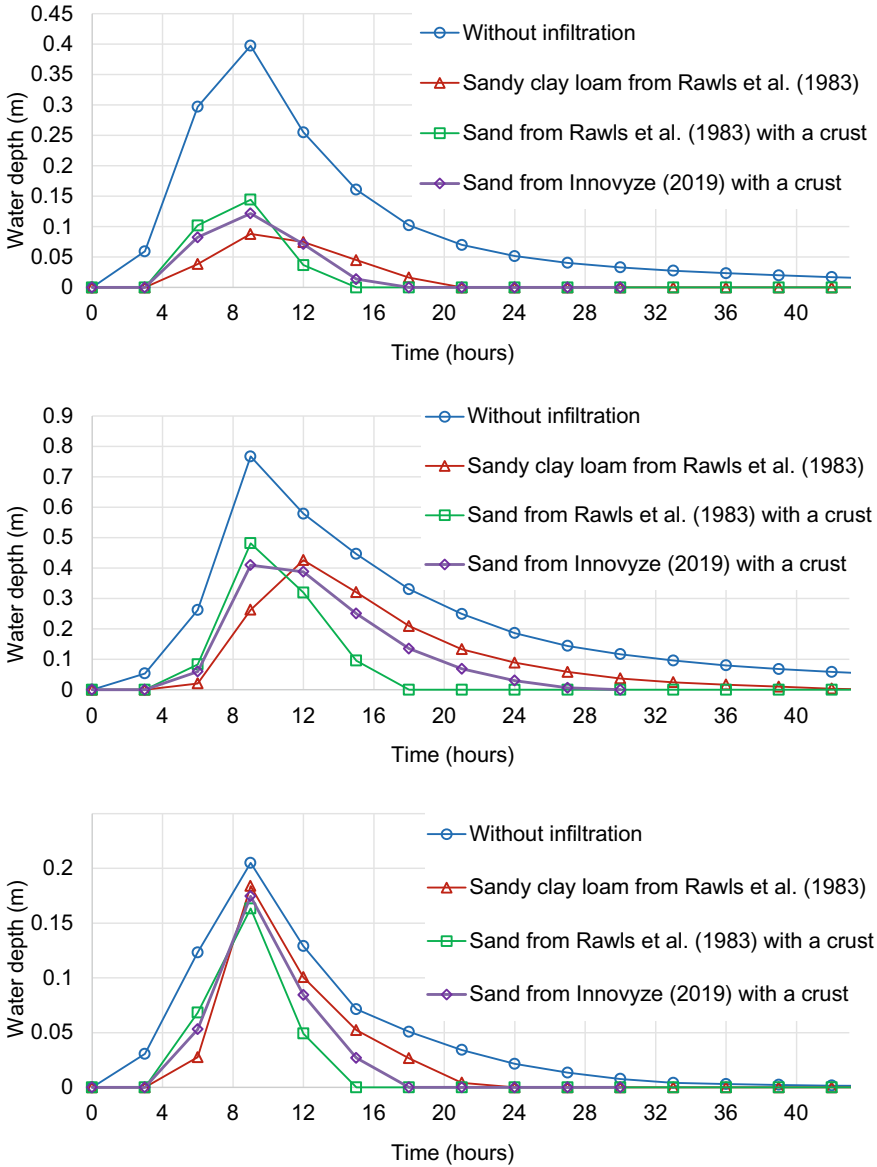 0.45
0.4
0.35
0.3
0.25
0.2
0.15
0.1
0.05
0
Water depth (m)
Without infiltration
Sandy clay loam from Rawls et al. (1983)
Sand from Rawls et al. (1983) with a crust
Sand from Innovyze (2019) with a crust
0 4 8 12 16 20 24 28 32 36 40
Time (hours)
0.9
0.8
0.7
0.6
0.5
0.4
0.3
0.2
0.1
0
Water depth (m)
Without infiltration
Sandy clay loam from Rawls et al. (1983)
Sand from Rawls et al. (1983) with a crust
Sand from Innovyze (2019) with a crust
0 4 8 12 16 20 24 28 32 36 40
Time (hours)
0.2
0.15
0.1
0.05
0
Water depth (m)
Without infiltration
Sandy clay loam from Rawls et al. (1983)
Sand from Rawls et al. (1983) with a crust
Sand from Innovyze (2019) with a crust
0 4 8 12 16 20 24 28 32 36 40
Time (hours)